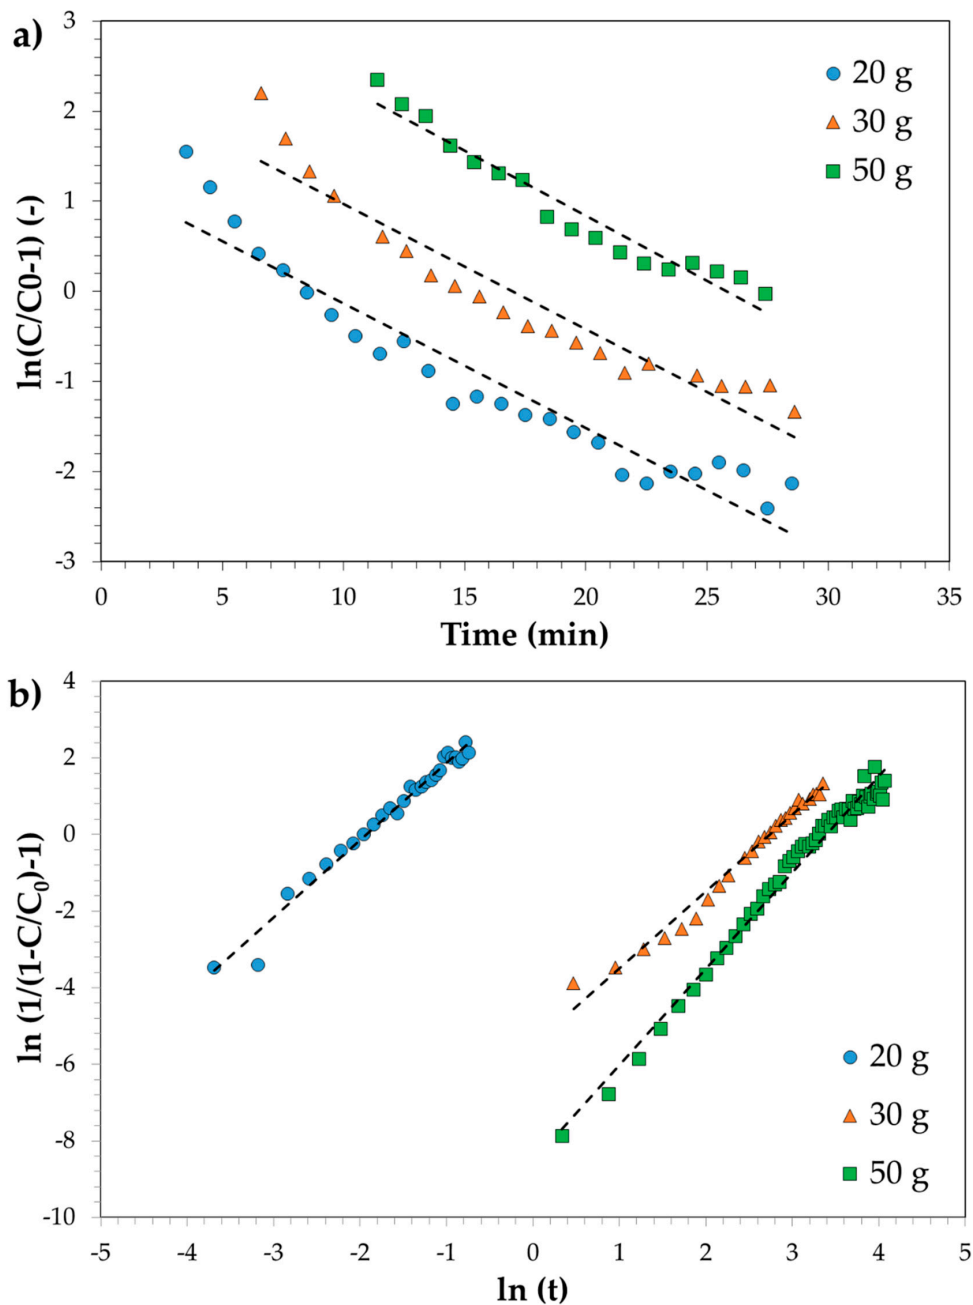 a)
3
2
1
0
-1
-2
-3
ln(C/C0-1) (-)
20 g
30 g
50 g
0 5 10 15 20 25 30 35
Time (min)
b)
4
2
0
-2
-4
-6
-8
-10
ln (1/(1-C/C₀)-1)
20 g
30 g
50 g
-5 -4 -3 -2 -1 0 1 2 3 4 5
ln (t)